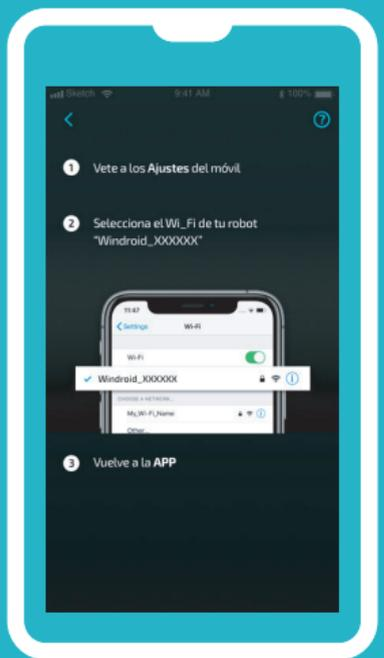 Sketch 9:41 AM 100%
?
1 Vete a los Ajustes del móvil
2 Selecciona el Wi_Fi de tu robot
"Windroid_XXXXXX"
11:47
Settings Wi-Fi
Wi-Fi
Windroid_XXXXXX
CHOOSE A NETWORK...
My_Wi-Fi_Name
Other...
3 Vuelve a la APP